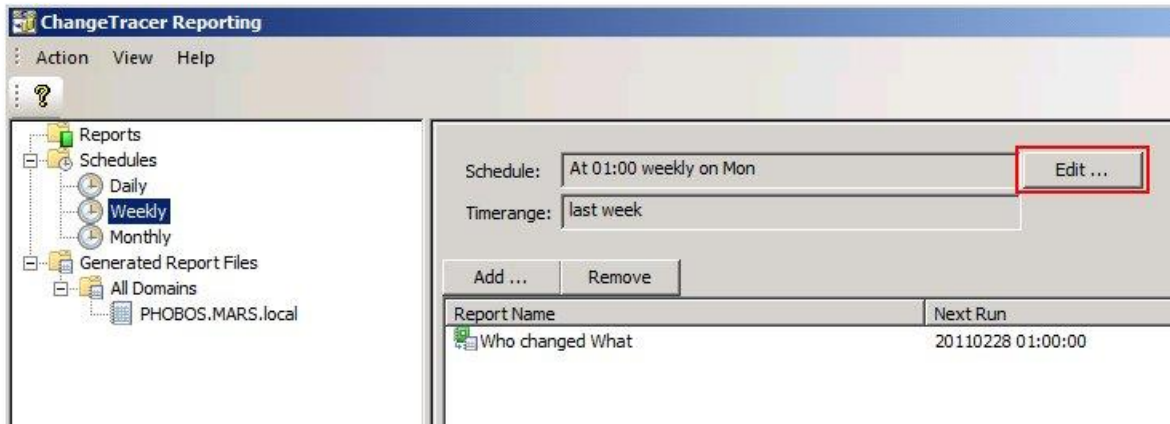 ChangeTracer Reporting
Action View Help
Reports
Schedules
Daily
Weekly
Monthly
Generated Report Files
All Domains
PHOBOS.MARS.local
Schedule: At 01:00 weekly on Mon Edit ...
Timerange: last week
Add ... Remove
Report Name Next Run
Who changed What 20110228 01:00:00